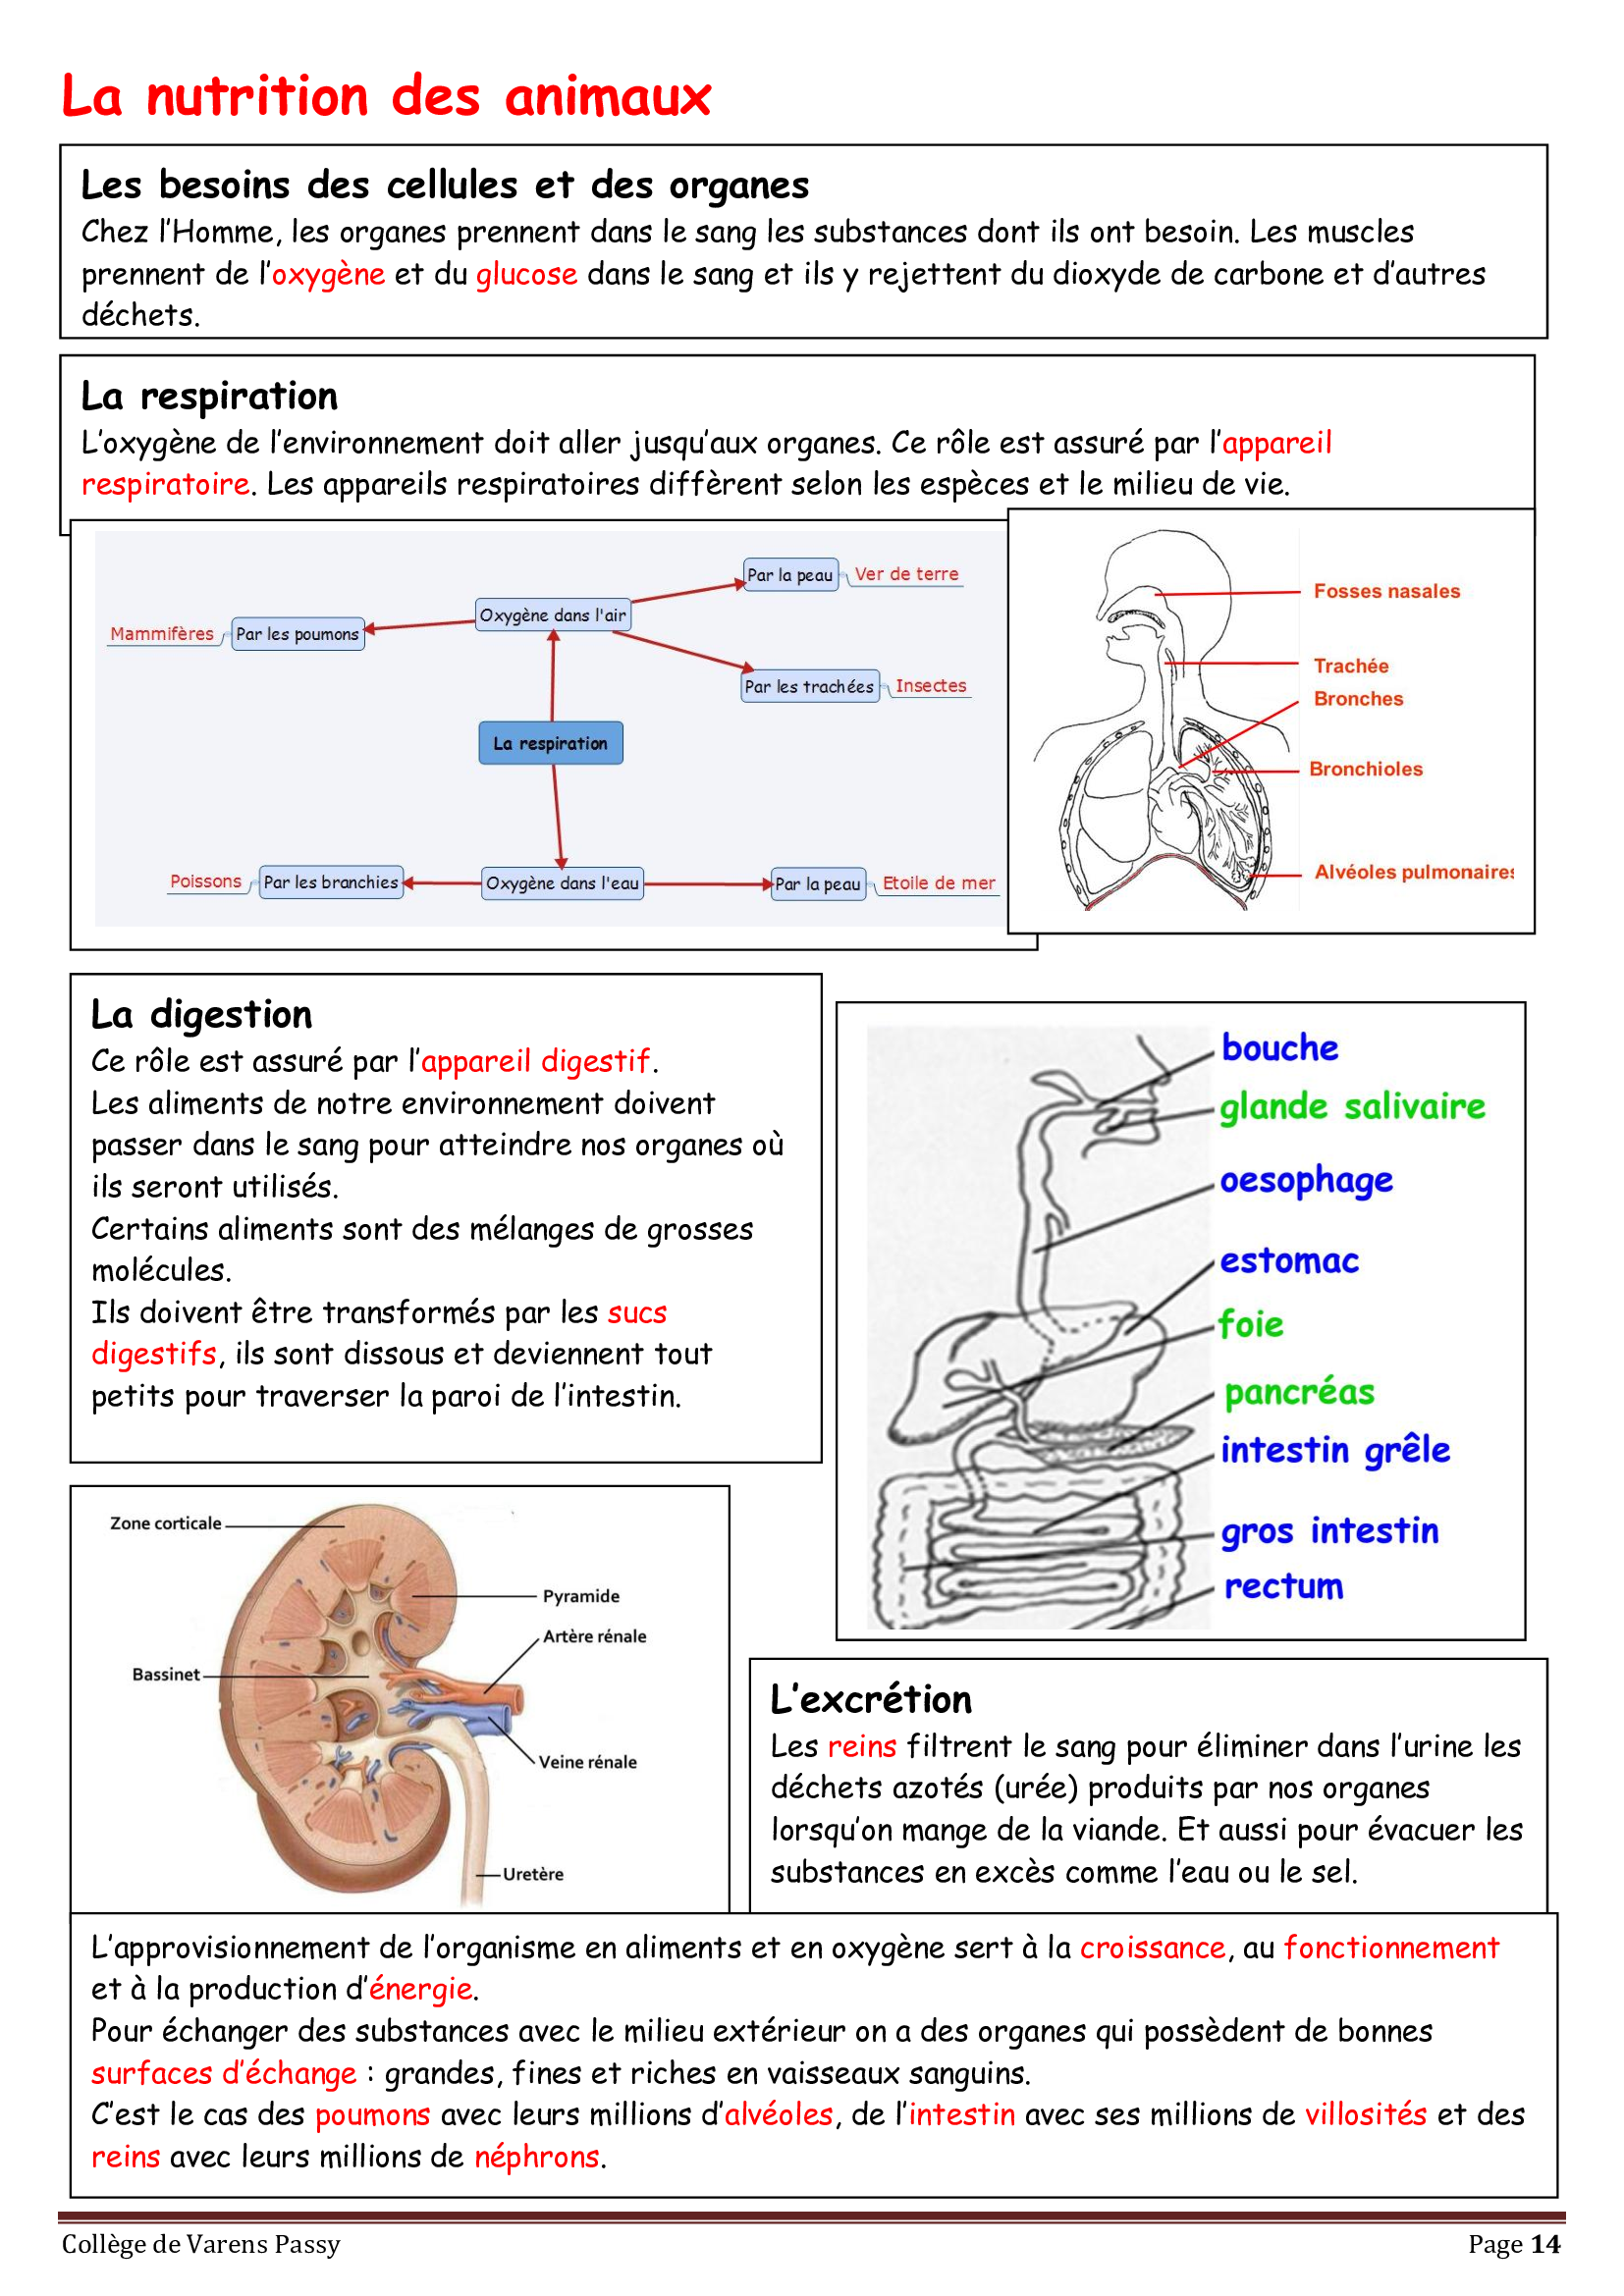 La nutrition des animaux
Les besoins des cellules et des organes
Chez l'Homme, les organes prennent dans le sang les substances dont ils ont besoin. Les muscles
prennent de l'oxygène et du glucose dans le sang et ils y rejettent du dioxyde de carbone et d'autres
déchets.
La respiration
L'oxygène de l'environnement doit aller jusqu'aux organes. Ce rôle est assuré par l'appareil
respiratoire. Les appareils respiratoires diffèrent selon les espèces et le milieu de vie.
Par la peau
Ver de terre
Oxygène dans l'air
Mammifères
Par les poumons
Par les trachées
Insectes
La respiration
Poissons
Par les branchies
Oxygène dans l'eau
Par la peau
Etoile de mer
Fosses nasales
Trachée
Bronches
Bronchioles
Alvéoles pulmonaires
La digestion
Ce rôle est assuré par l'appareil digestif.
Les aliments de notre environnement doivent
passer dans le sang pour atteindre nos organes où
ils seront utilisés.
Certains aliments sont des mélanges de grosses
molécules.
Ils doivent être transformés par les sucs
digestifs, ils sont dissous et deviennent tout
petits pour traverser la paroi de l'intestin.
bouche
glande salivaire
oesophage
estomac
foie
pancréas
intestin grêle
gros intestin
rectum
Zone corticale
Pyramide
Artère rénale
Bassinet
Veine rénale
Uretère
L'excrétion
Les reins filtrent le sang pour éliminer dans l'urine les
déchets azotés (urée) produits par nos organes
lorsqu'on mange de la viande. Et aussi pour évacuer les
substances en excès comme l'eau ou le sel.
L'approvisionnement de l'organisme en aliments et en oxygène sert à la croissance, au fonctionnement
et à la production d'énergie.
Pour échanger des substances avec le milieu extérieur on a des organes qui possèdent de bonnes
surfaces d'échange : grandes, fines et riches en vaisseaux sanguins.
C'est le cas des poumons avec leurs millions d'alvéoles, de l'intestin avec ses millions de villosités et des
reins avec leurs millions de néphrons.
Collège de Varens Passy
Page 14